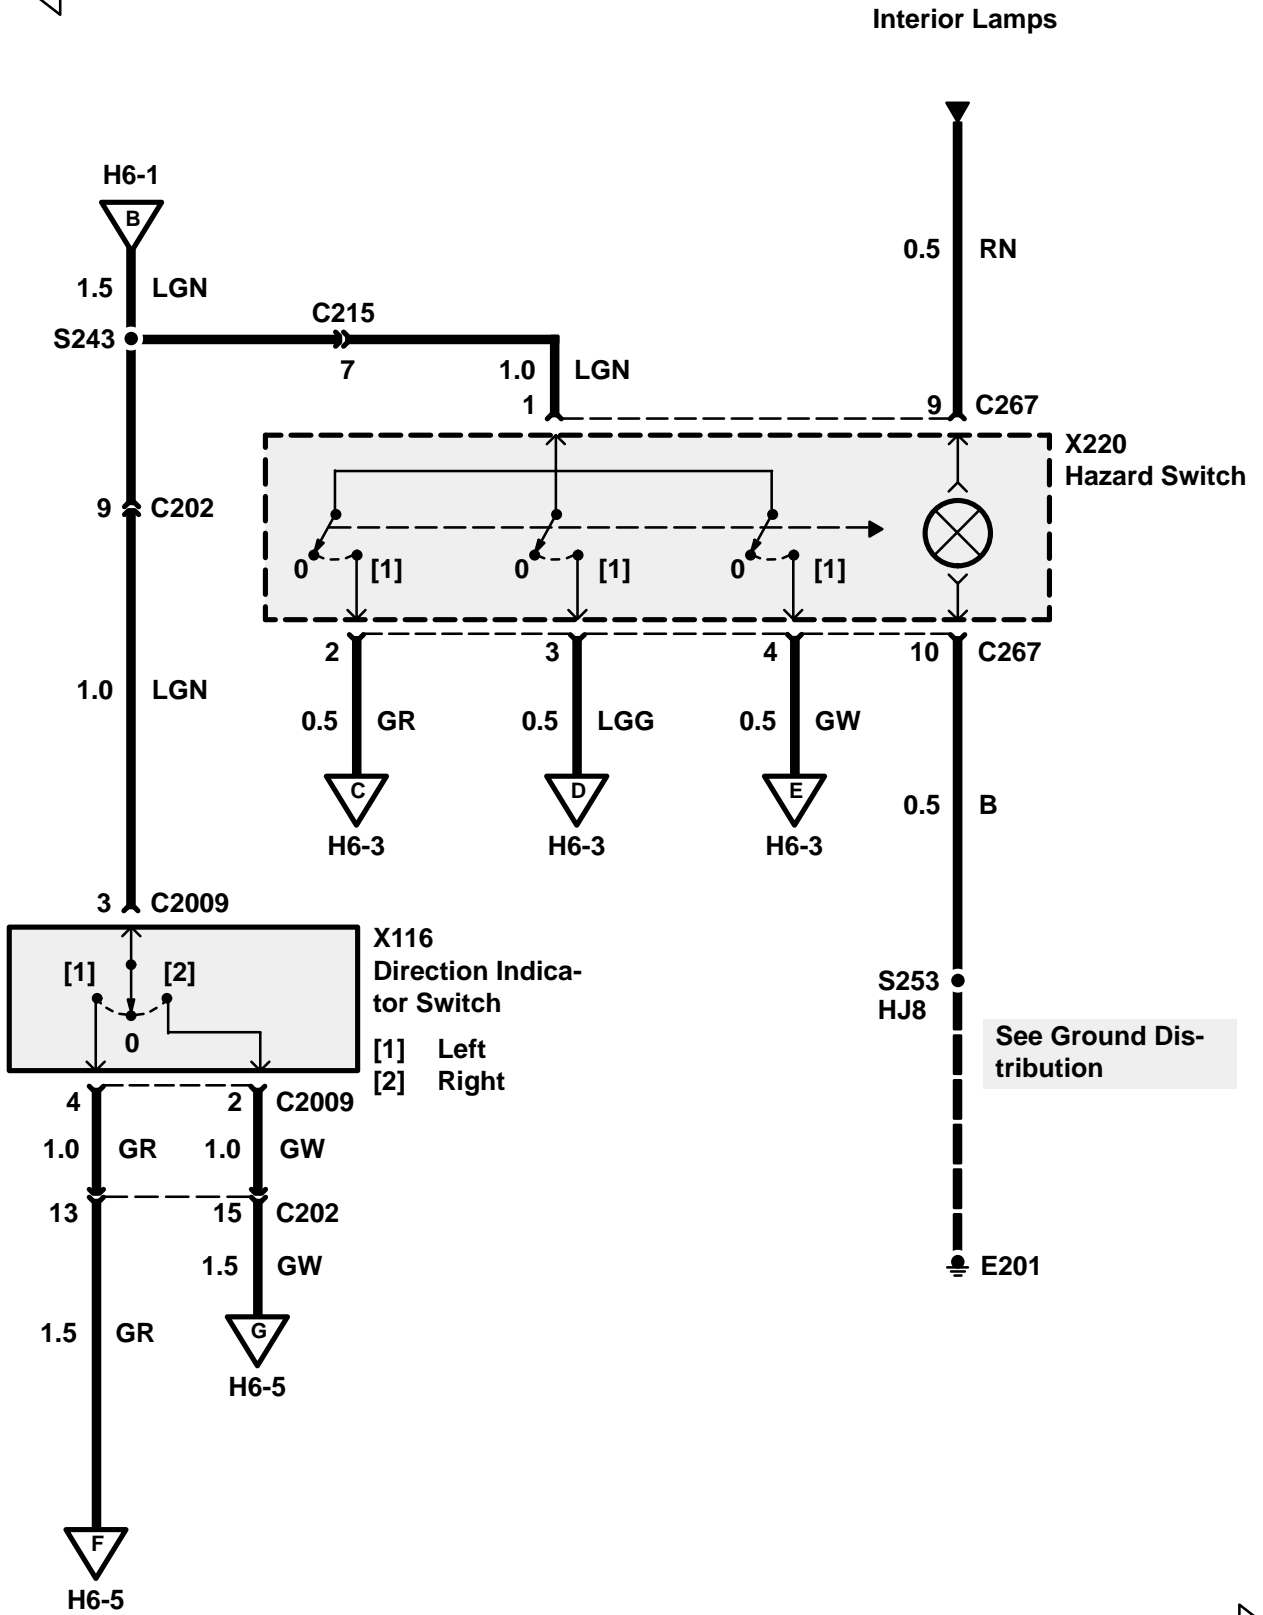 Interior Lamps
H6-1
B
0.5 RN
1.5 LGN
C215
S243
7
1.0 LGN
1
9 C267
X220
Hazard Switch
9 C202
0 [1]
0 [1]
0 [1]
2
3
4
10 C267
1.0 LGN
0.5 GR
0.5 LGG
0.5 GW
C
D
E
0.5 B
H6-3
H6-3
H6-3
3 C2009
X116
Direction Indica-
tor Switch
[1] [2]
0
[1] Left
[2] Right
S253
HJ8
See Ground Dis-
tribution
4
2 C2009
1.0 GR
1.0 GW
13
15 C202
1.5 GW
E201
1.5 GR
G
H6-5
F
H6-5